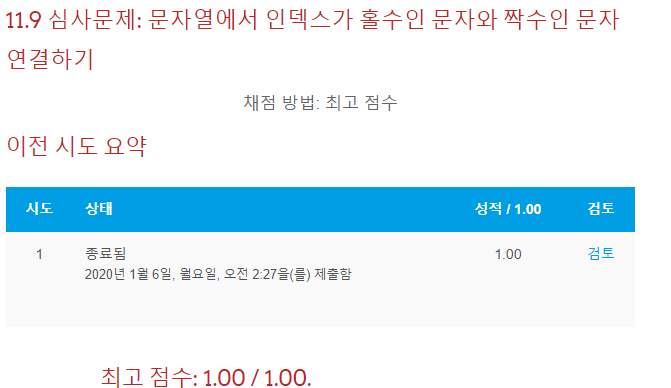 11.9 심사문제: 문자열에서 인덱스가 홀수인 문자와 짝수인 문자
연결하기
채점 방법: 최고 점수
이전 시도 요약
시도 상태 성적 / 1.00 검토
1 종료됨 1.00 검토
2020년 1월 6일, 월요일, 오전 2:27을(를) 제출함
최고 점수: 1.00 / 1.00.